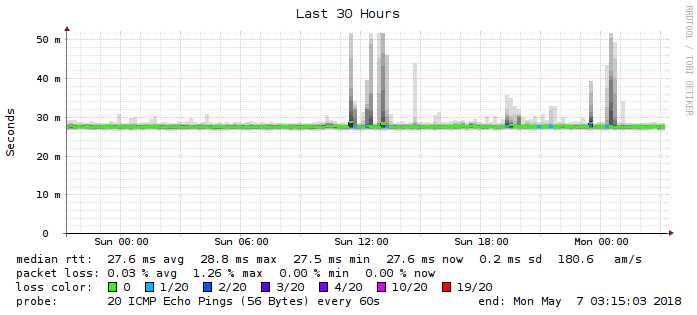 Last 30 Hours
RRDTOOL / TOBI OETIKER
Seconds
50 m
40 m
30 m
20 m
10 m
0
Sun 00:00 Sun 06:00 Sun 12:00 Sun 18:00 Mon 00:00
median rtt: 27.6 ms avg 28.8 ms max 27.5 ms min 27.6 ms now 0.2 ms sd 180.6 am/s
packet loss: 0.03 % avg 1.26 % max 0.00 % min 0.00 % now
loss color: 0 1/20 2/20 3/20 4/20 10/20 19/20
probe: 20 ICMP Echo Pings (56 Bytes) every 60s end: Mon May 7 03:15:03 2018